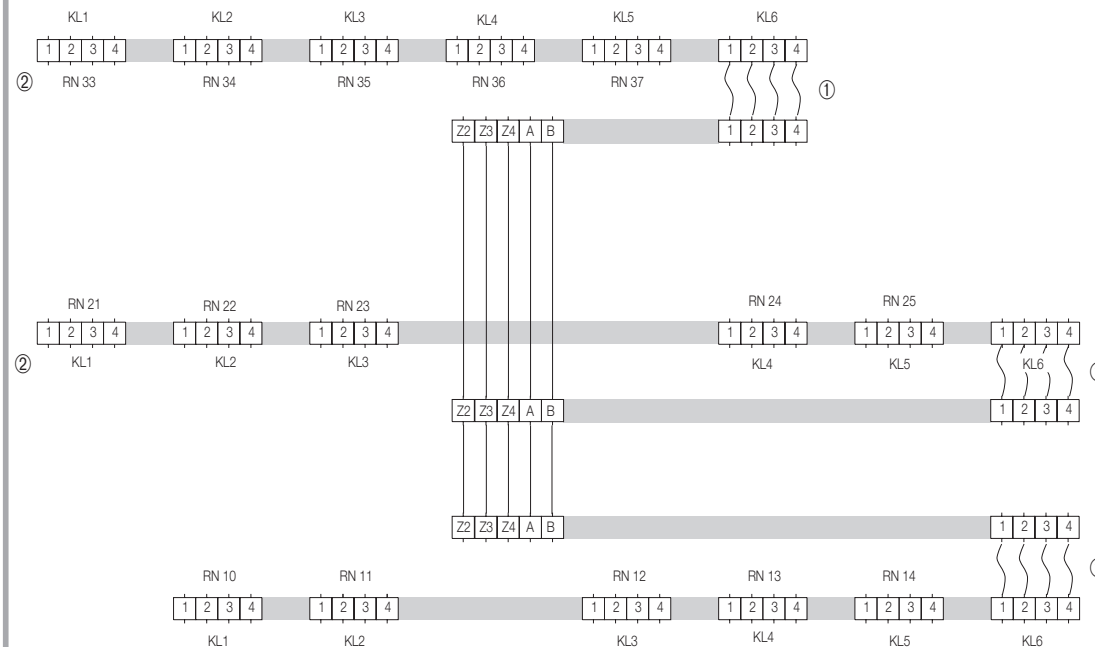 KL1 KL2 KL3 KL4 KL5 KL6
1 2 3 4 1 2 3 4 1 2 3 4 1 2 3 4 1 2 3 4 1 2 3 4
② RN 33 RN 34 RN 35 RN 36 RN 37 ①
Z2 Z3 Z4 A B 1 2 3 4
RN 21 RN 22 RN 23 RN 24 RN 25
1 2 3 4 1 2 3 4 1 2 3 4 1 2 3 4 1 2 3 4 1 2 3 4
② KL1 KL2 KL3 KL4 KL5 KL6
Z2 Z3 Z4 A B 1 2 3 4
Z2 Z3 Z4 A B 1 2 3 4
RN 10 RN 11 RN 12 RN 13 RN 14
1 2 3 4 1 2 3 4 1 2 3 4 1 2 3 4 1 2 3 4 1 2 3 4
KL1 KL2 KL3 KL4 KL5 KL6